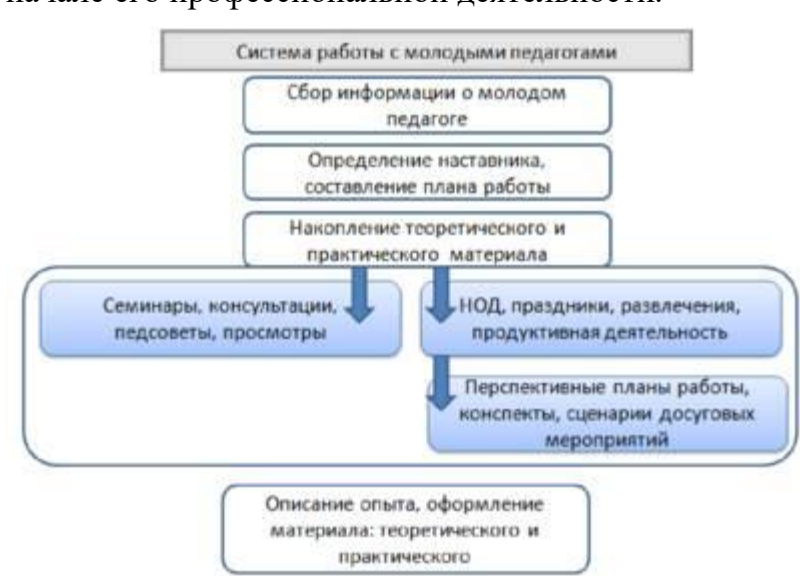 начале его профессиональной деятельности.
Система работы с молодыми педагогами
Сбор информации о молодом
педагоге
Определение наставника,
составление плана работы
Накопление теоретического и
практического материала
Семинары, консультации,
педсоветы, просмотры
НОД, праздники, развлечения,
продуктивная деятельность
Перспективные планы работы,
конспекты, сценарии досуговых
мероприятий
Описание опыта, оформление
материала: теоретического и
практического